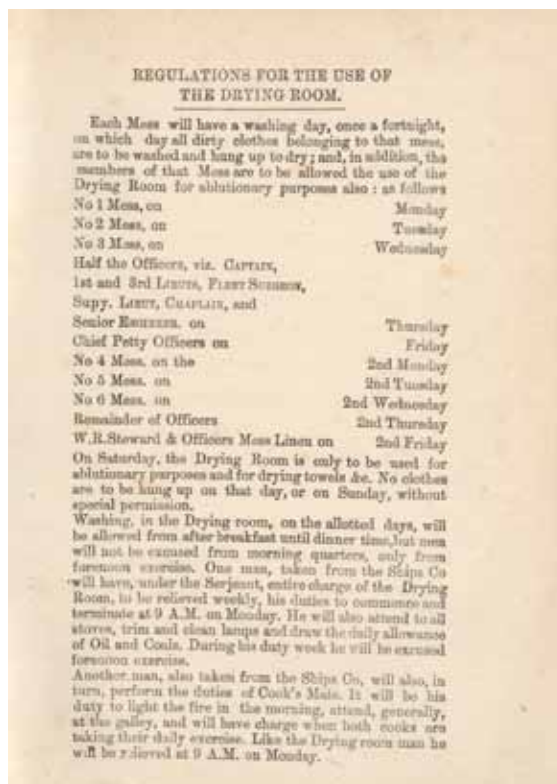 REGULATIONS FOR THE USE OF
THE DRYING ROOM.
Each Mess will have a washing day, once a fortnight,
on which day all dirty clothes belonging to that mess,
are to be washed and hung up to dry; and, in addition, the
members of that Mess are to be allowed the use of the
Drying Room for ablutionary purposes also : as follows
No 1 Mess, on Monday
No 2 Mess, on Tuesday
No 3 Mess, on Wednesday
Half the Officers, viz. CAPTAIN,
1st and 3rd LIEUTS, FLEET SURGEON,
Supy. LIEUT, CHAPLAIN, and
Senior ENGINEER. on Thursday
Chief Petty Officers on Friday
No 4 Mess. on the 2nd Monday
No 5 Mess. on 2nd Tuesday
No 6 Mess. on 2nd Wednesday
Remainder of Officers 2nd Thursday
W.R.Steward & Officers Mess Linen on 2nd Friday
On Saturday, the Drying Room is only to be used for
ablutionary purposes and for drying towels &c. No clothes
are to be hung up on that day, or on Sunday, without
special permission.
Washing, in the Drying room, on the allotted days, will
be allowed from after breakfast until dinner time,but men
will not be excused from morning quarters, only from
forenoon exercise. One man, taken from the Ships Co
will have, under the Serjeant, entire charge of the Drying
Room, to be relieved weekly, his duties to commence and
terminate at 9 A.M. on Monday. He will also attend to all
stoves, trim and clean lamps and draw the daily allowance
of Oil and Coals. During his duty week he will be excused
forenoon exercise.
Another man, also taken from the Ships Co, will also, in
turn, perform the duties of Cook's Mate. It will be his
duty to light the fire in the morning, attend, generally,
at the galley, and will have charge when both cooks are
taking their daily exercise. Like the Drying room man he
will be relieved at 9 A.M. on Monday.